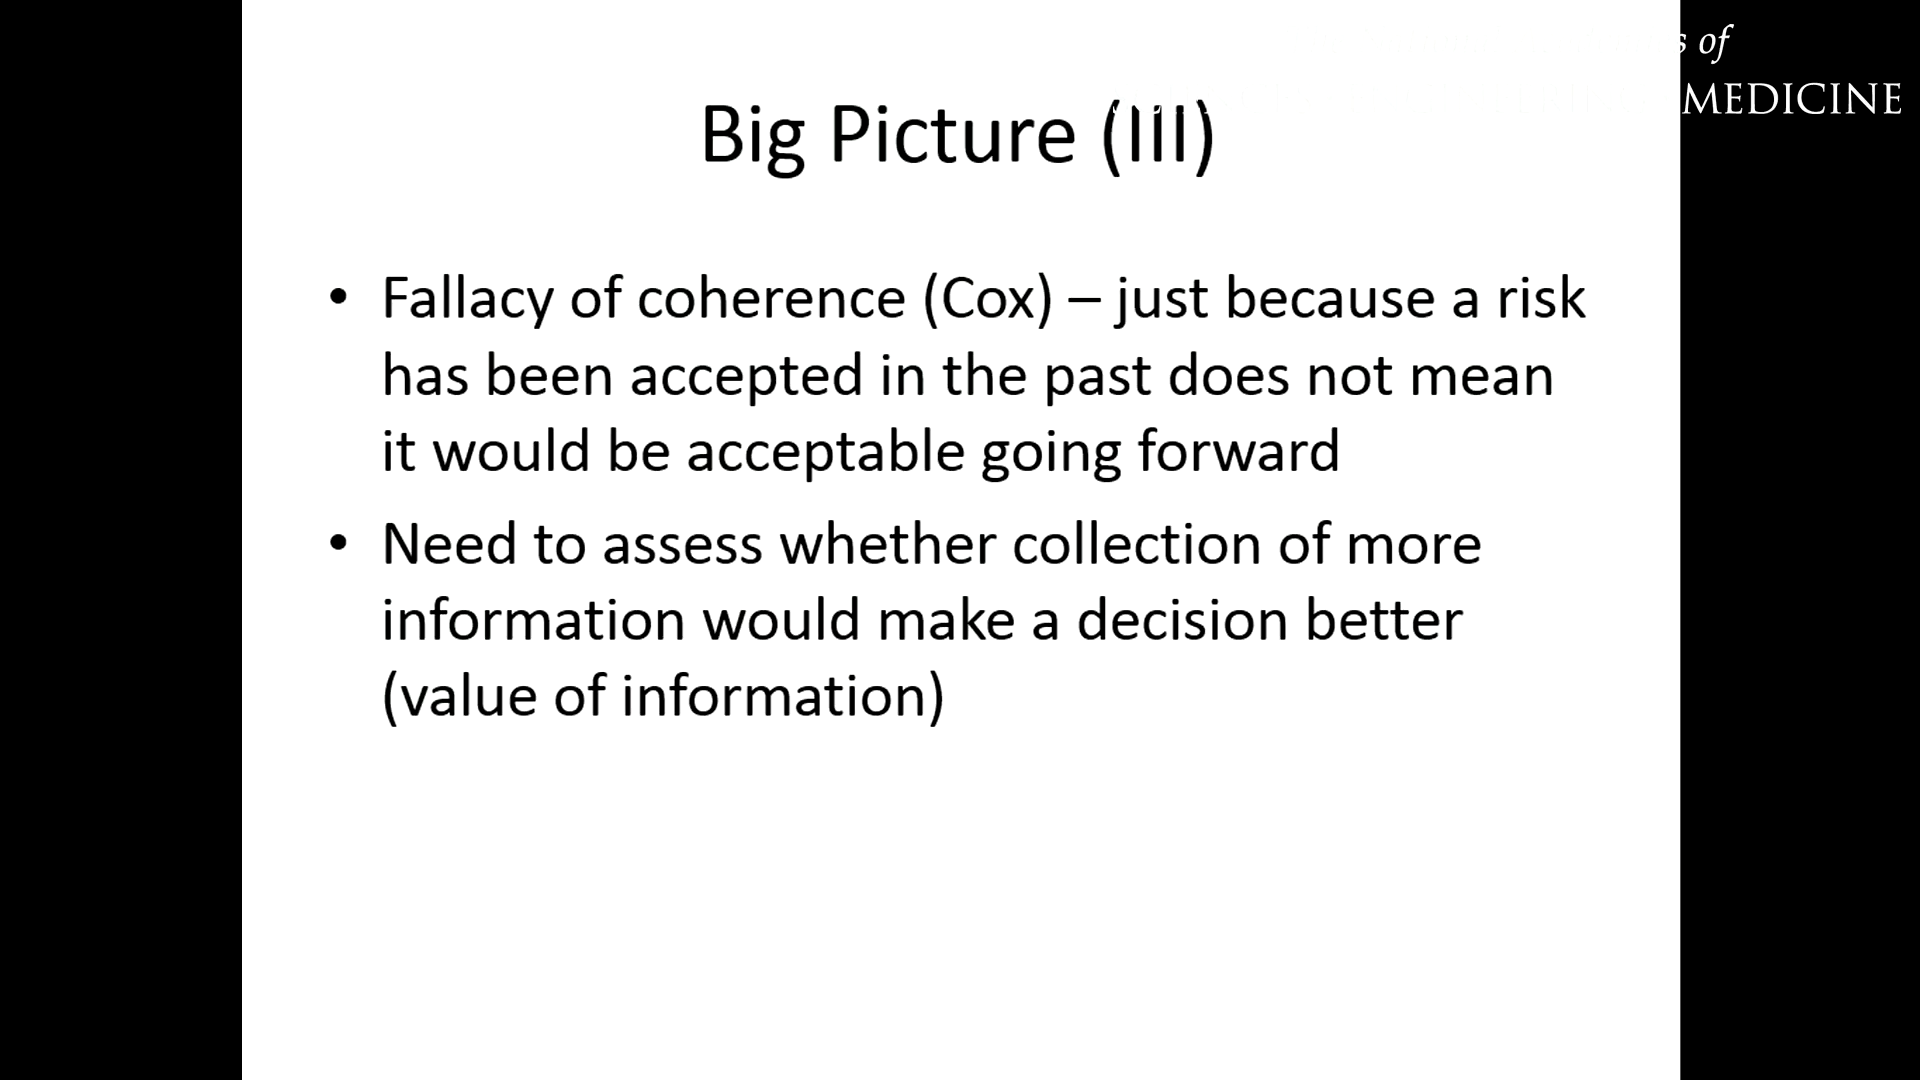 of
MEDICINE
Big Picture (III)
• Fallacy of coherence (Cox) – just because a risk
has been accepted in the past does not mean
it would be acceptable going forward
• Need to assess whether collection of more
information would make a decision better
(value of information)